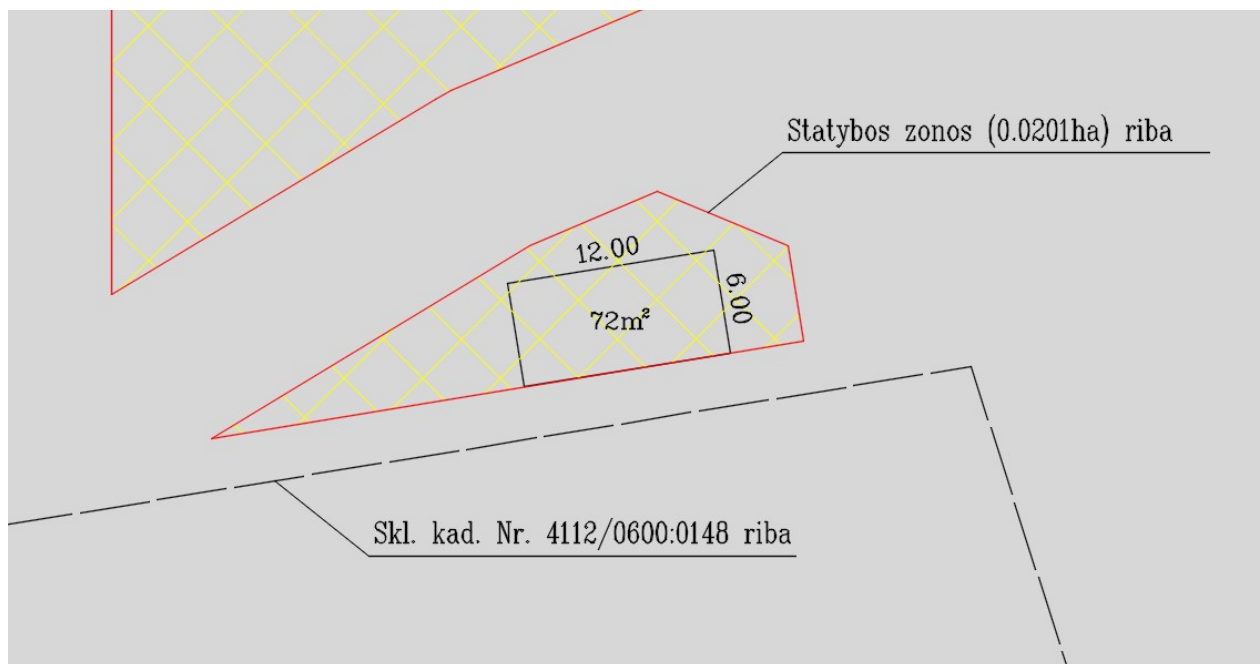 Statybos zonos (0.0201ha) riba
12.00
6.00
72m²
Skl. kad. Nr. 4112/0600:0148 riba